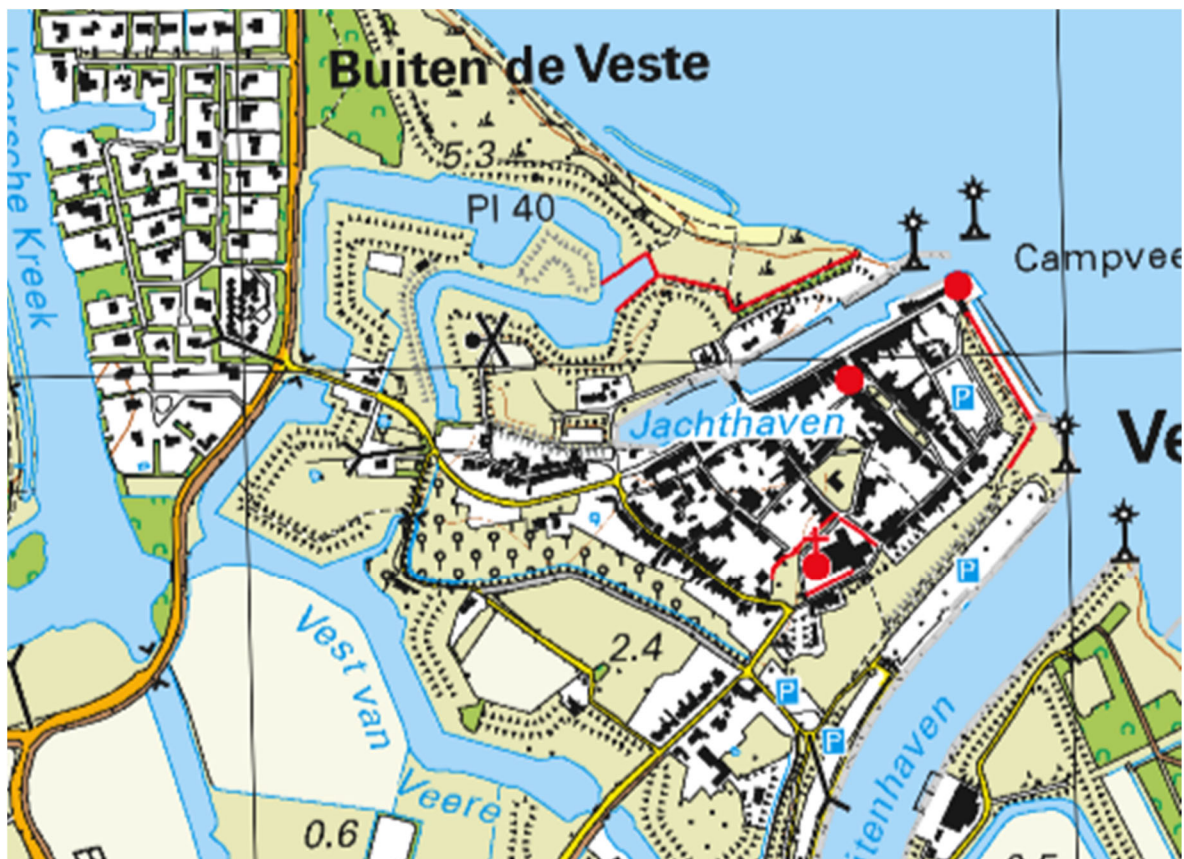 Buiten de Veste
5.3
Pl 40
Veersche Kreek
Campvee
Jachthaven
P
Ve
P
2.4
Vest van
Veere
P
P
itenhaven
0.6